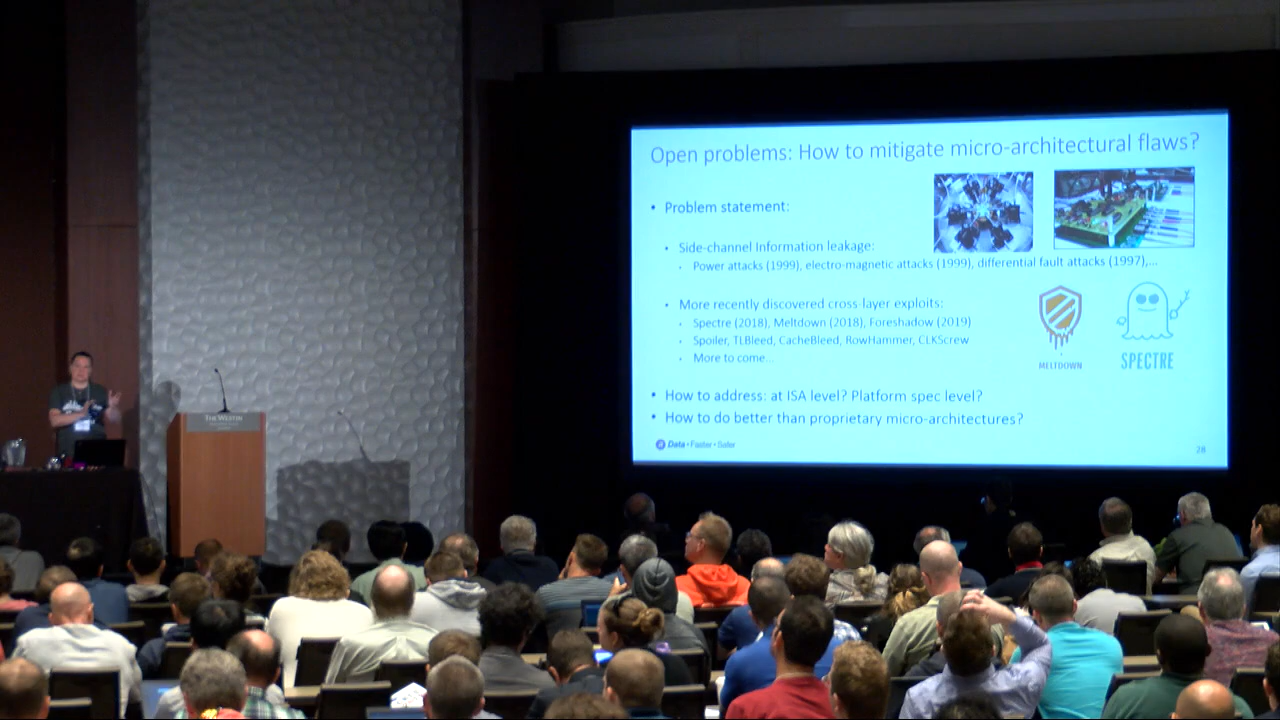 Open problems: How to mitigate micro-architectural flaws?
• Problem statement:
• Side-channel Information leakage:
• Power attacks (1999), electro-magnetic attacks (1999), differential fault attacks (1997),...
• More recently discovered cross-layer exploits:
• Spectre (2018), Meltdown (2018), Foreshadow (2019)
• Spoiler, TLBleed, CacheBleed, RowHammer, CLKScrew
• More to come...
MELTDOWN
SPECTRE
• How to address: at ISA level? Platform spec level?
• How to do better than proprietary micro-architectures?
Data • Faster • Safer
28
THE WESTIN